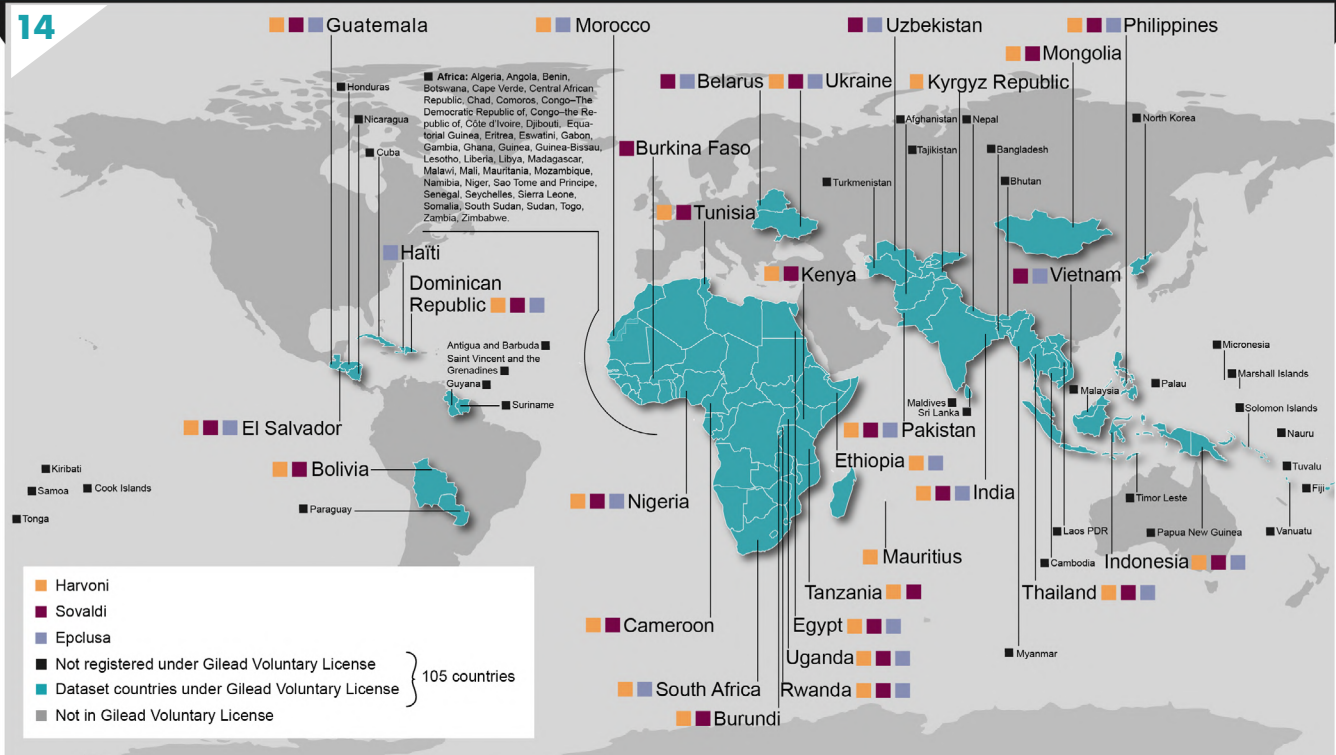 14
Guatemala
Morocco
Uzbekistan
Philippines
Mongolia
Belarus
Ukraine
Kyrgyz Republic
Honduras
Nicaragua
Cuba
Africa: Algeria, Angola, Benin,
Botswana, Cape Verde, Central African
Republic, Chad, Comoros, Congo–The
Democratic Republic of, Congo–the Re-
public of, Côte d'Ivoire, Djibouti, Equa-
torial Guinea, Eritrea, Eswatini, Gabon,
Gambia, Ghana, Guinea, Guinea-Bissau,
Lesotho, Liberia, Libya, Madagascar,
Malawi, Mali, Mauritania, Mozambique,
Namibia, Niger, Sao Tome and Principe,
Senegal, Seychelles, Sierra Leone,
Somalia, South Sudan, Sudan, Togo,
Zambia, Zimbabwe.
Burkina Faso
Afghanistan
Nepal
North Korea
Tajikistan
Bangladesh
Turkmenistan
Bhutan
Tunisia
Haïti
Kenya
Vietnam
Dominican
Republic
Antigua and Barbuda
Saint Vincent and the
Grenadines
Guyana
Suriname
Micronesia
Marshall Islands
Malaysia
Palau
Maldives
Sri Lanka
Solomon Islands
El Salvador
Pakistan
Nauru
Bolivia
Ethiopia
Kiribati
Tuvalu
Samoa
Cook Islands
Nigeria
India
Timor Leste
Fiji
Paraguay
Tonga
Laos PDR
Papua New Guinea
Vanuatu
Mauritius
Cambodia
Indonesia
Tanzania
Thailand
Cameroon
Egypt
Uganda
Myanmar
South Africa
Rwanda
Burundi
Harvoni
Sovaldi
Epclusa
Not registered under Gilead Voluntary License
Dataset countries under Gilead Voluntary License
105 countries
Not in Gilead Voluntary License